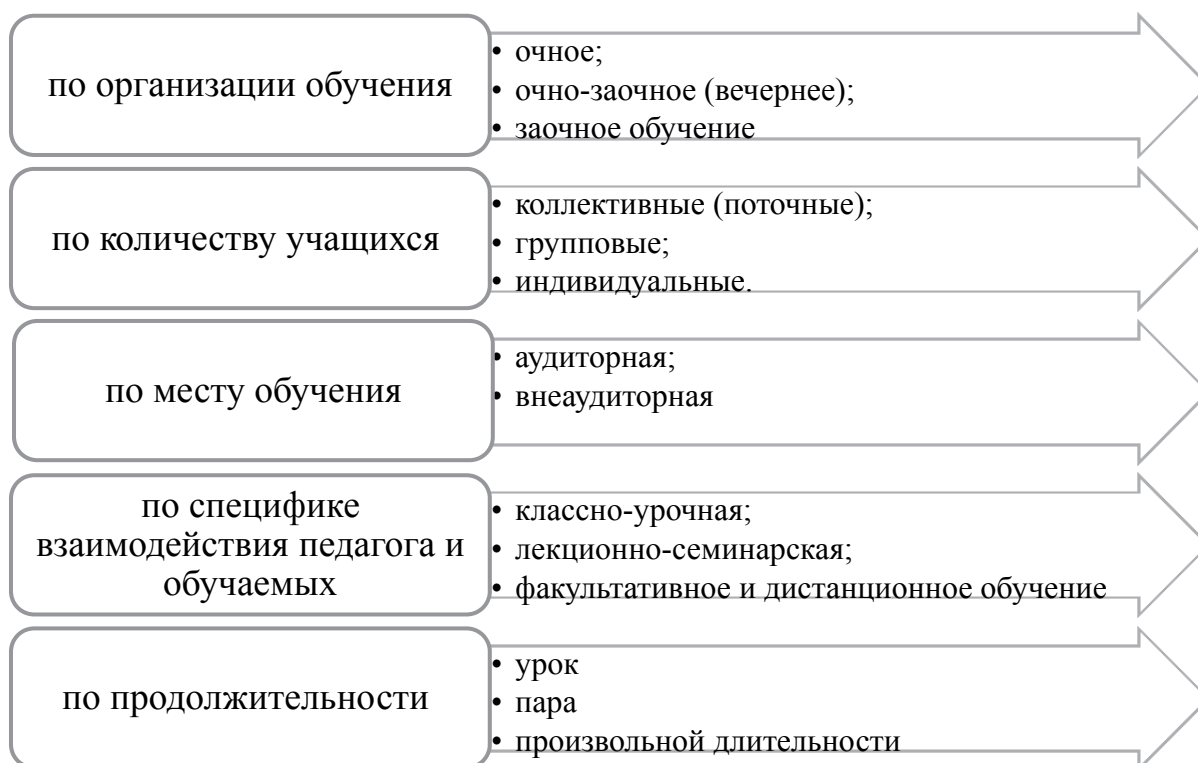 по организации обучения
• очное;
• очно-заочное (вечернее);
• заочное обучение
по количеству учащихся
• коллективные (поточные);
• групповые;
• индивидуальные.
по месту обучения
• аудиторная;
• внеаудиторная
по специфике
взаимодействия педагога и
обучаемых
• классно-урочная;
• лекционно-семинарская;
• факультативное и дистанционное обучение
по продолжительности
• урок
• пара
• произвольной длительности